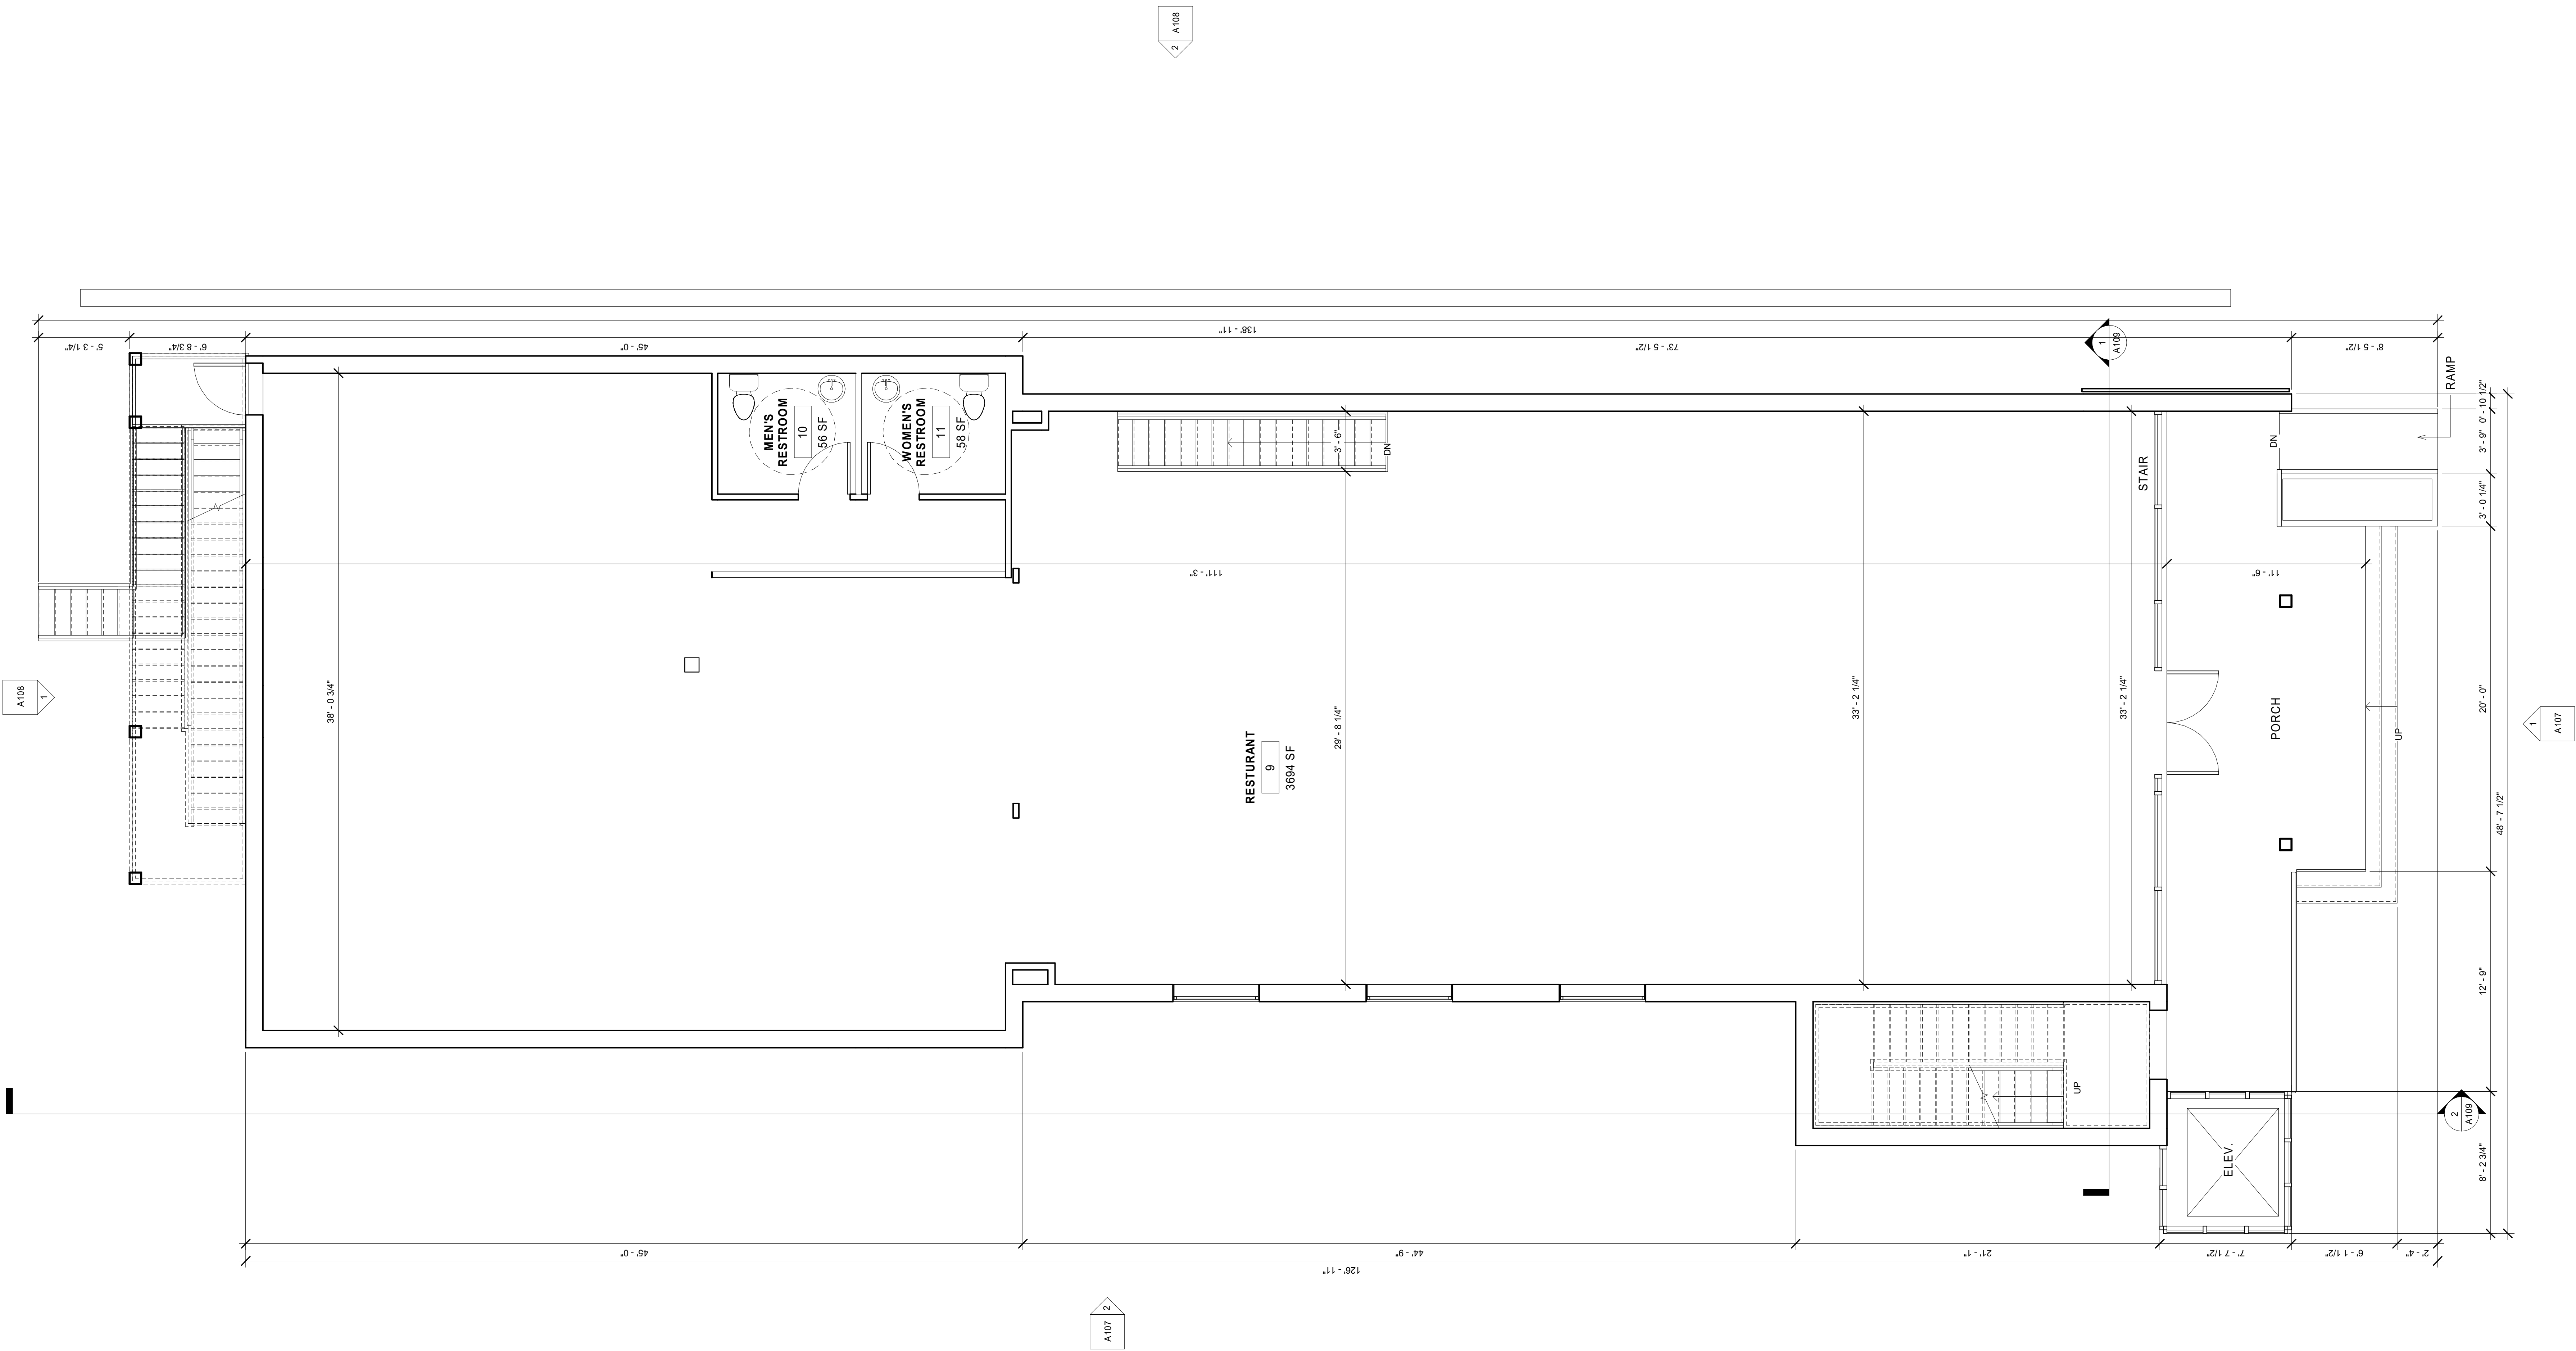 A108
2
138' - 11"
5' - 3 1/4"
6' - 8 3/4"
45' - 0"
73' - 5 1/2"
8' - 5 1/2"
1
A109
RAMP
0' - 10 1/2"
3' - 9"
3' - 0 1/4"
20' - 0"
12' - 9"
8' - 2 3/4"
48' - 7 1/2"
MEN'S
RESTROOM
10
56 SF
WOMEN'S
RESTROOM
11
58 SF
3' - 6"
DN
STAIR
DN
111' - 3"
11' - 6"
A108
1
38' - 0 3/4"
29' - 8 1/4"
33' - 2 1/4"
33' - 2 1/4"
RESTURANT
9
3694 SF
PORCH
UP
1
A107
UP
ELEV.
2
A109
45' - 0"
44' - 9"
21' - 1"
7' - 7 1/2"
6' - 1 1/2"
2' - 4"
126' - 11"
2
A107